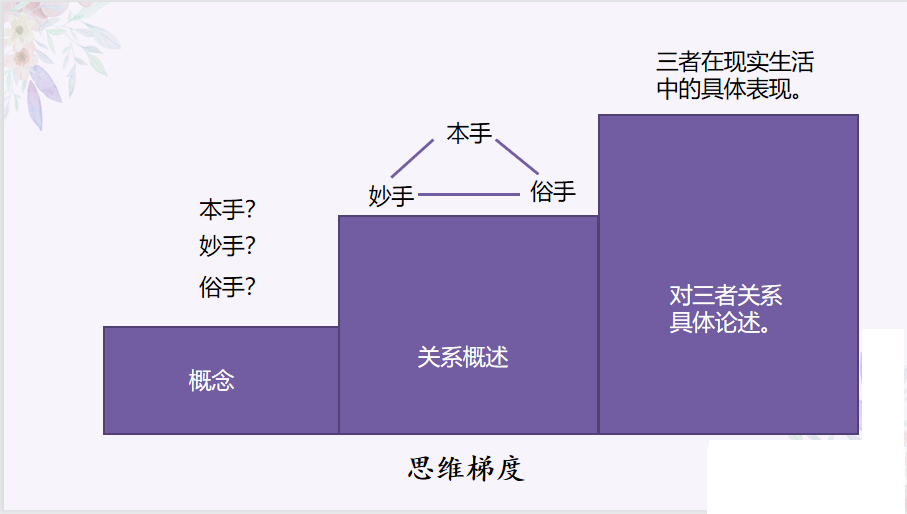 本手？
妙手？
俗手？
概念
本手
妙手
俗手
关系概述
三者在现实生活
中的具体表现。
对三者关系
具体论述。
思维梯度